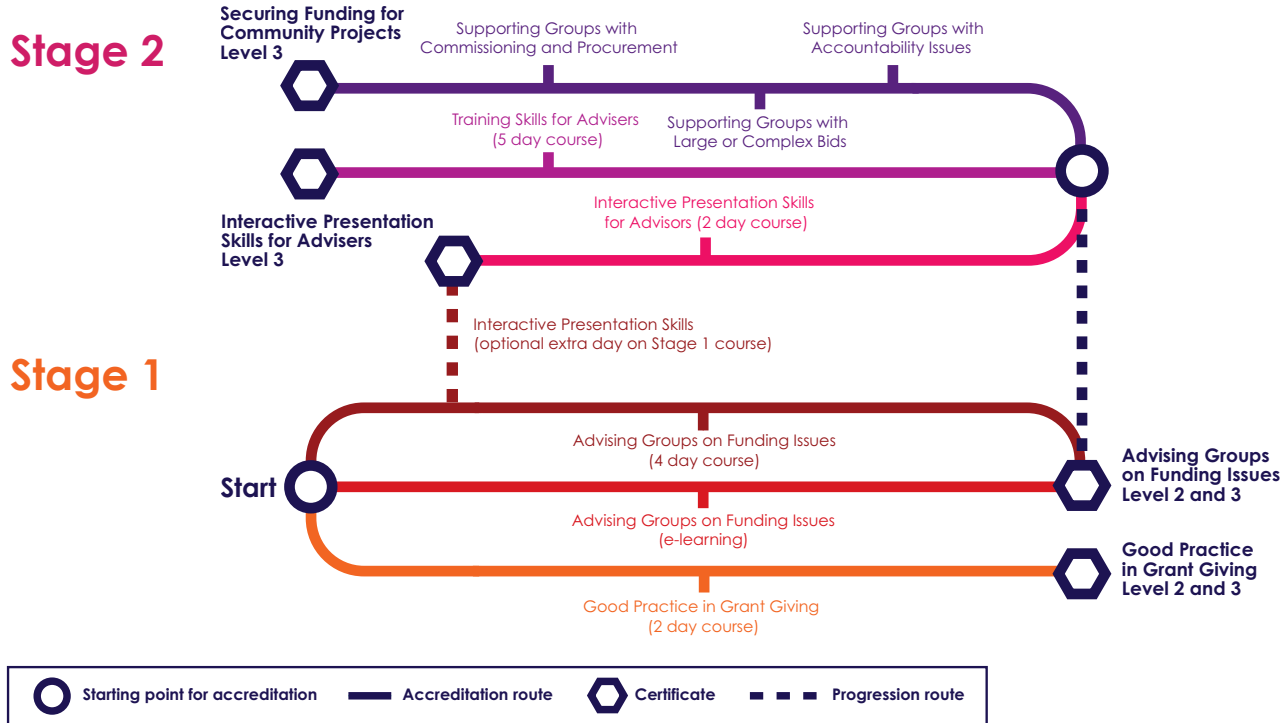 Stage 2
Securing Funding for
Community Projects
Level 3
Supporting Groups with
Commissioning and Procurement
Supporting Groups with
Accountability Issues
Training Skills for Advisers
(5 day course)
Supporting Groups with
Large or Complex Bids
Interactive Presentation
Skills for Advisers
Level 3
Interactive Presentation Skills
for Advisors (2 day course)
Interactive Presentation Skills
(optional extra day on Stage 1 course)
Stage 1
Advising Groups on Funding Issues
(4 day course)
Start
Advising Groups
on Funding Issues
Level 2 and 3
Advising Groups on Funding Issues
(e-learning)
Good Practice
in Grant Giving
Level 2 and 3
Good Practice in Grant Giving
(2 day course)
Starting point for accreditation
Accreditation route
Certificate
Progression route